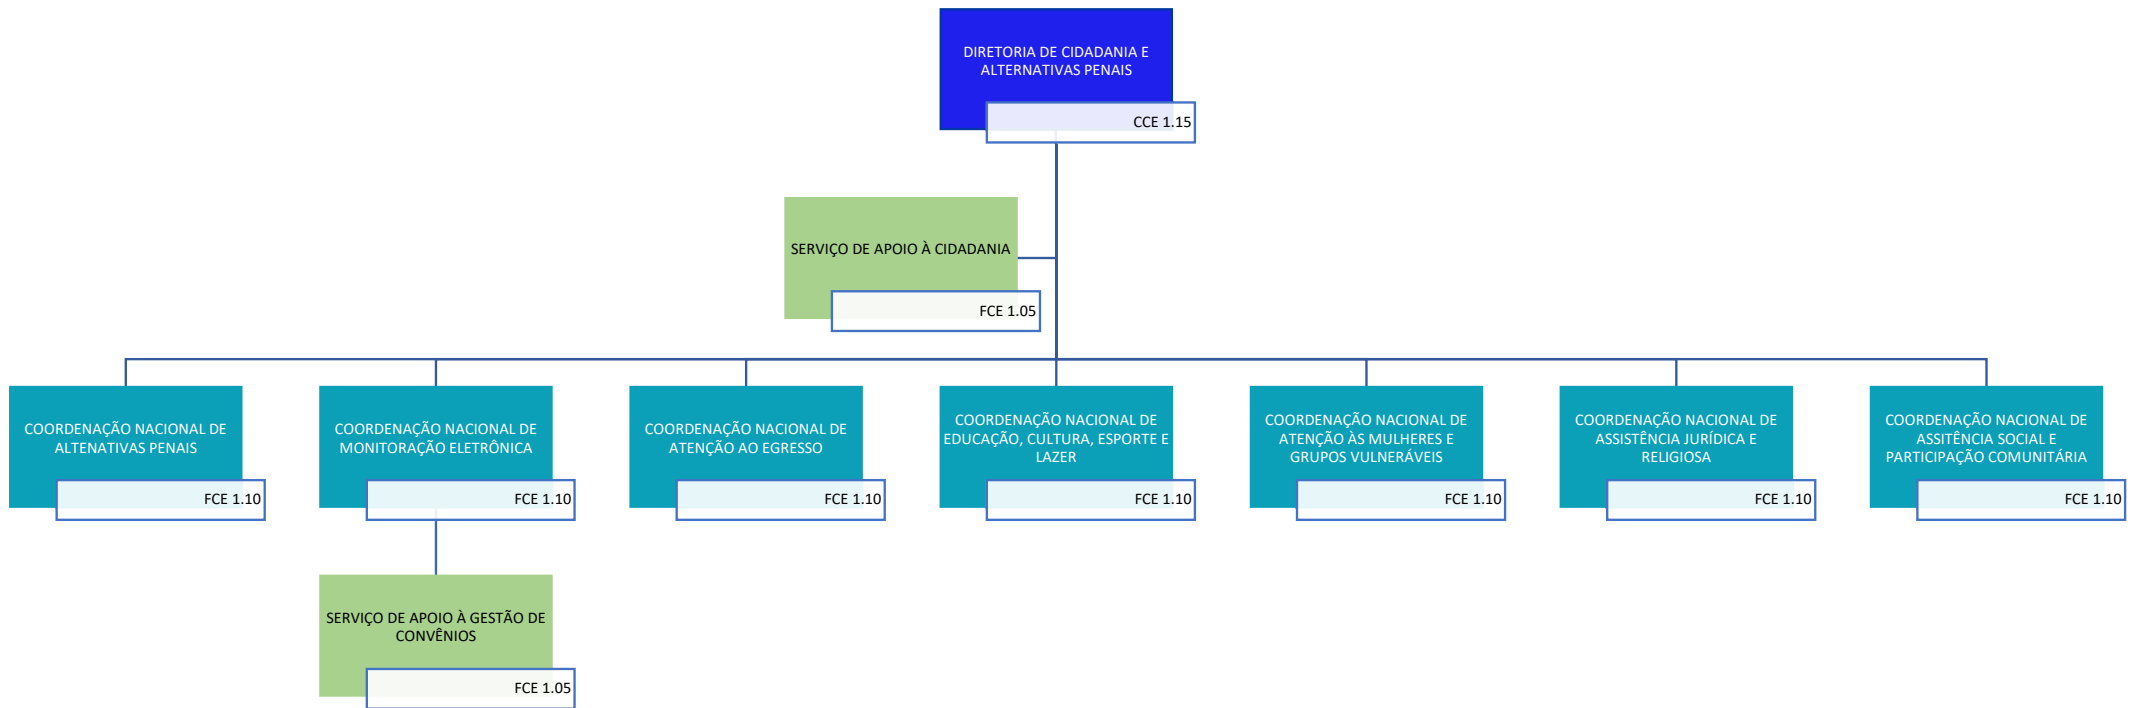 DIRETORIA DE CIDADANIA E
ALTERNATIVAS PENAIS
CCE 1.15
SERVIÇO DE APOIO À CIDADANIA
FCE 1.05
COORDENAÇÃO NACIONAL DE
ALTENATIVAS PENAIS
FCE 1.10
COORDENAÇÃO NACIONAL DE
MONITORAÇÃO ELETRÔNICA
FCE 1.10
COORDENAÇÃO NACIONAL DE
ATENÇÃO AO EGRESSO
FCE 1.10
COORDENAÇÃO NACIONAL DE
EDUCAÇÃO, CULTURA, ESPORTE E
LAZER
FCE 1.10
COORDENAÇÃO NACIONAL DE
ATENÇÃO ÀS MULHERES E
GRUPOS VULNERÁVEIS
FCE 1.10
COORDENAÇÃO NACIONAL DE
ASSISTÊNCIA JURÍDICA E
RELIGIOSA
FCE 1.10
COORDENAÇÃO NACIONAL DE
ASSITÊNCIA SOCIAL E
PARTICIPAÇÃO COMUNITÁRIA
FCE 1.10
SERVIÇO DE APOIO À GESTÃO DE
CONVÊNIOS
FCE 1.05